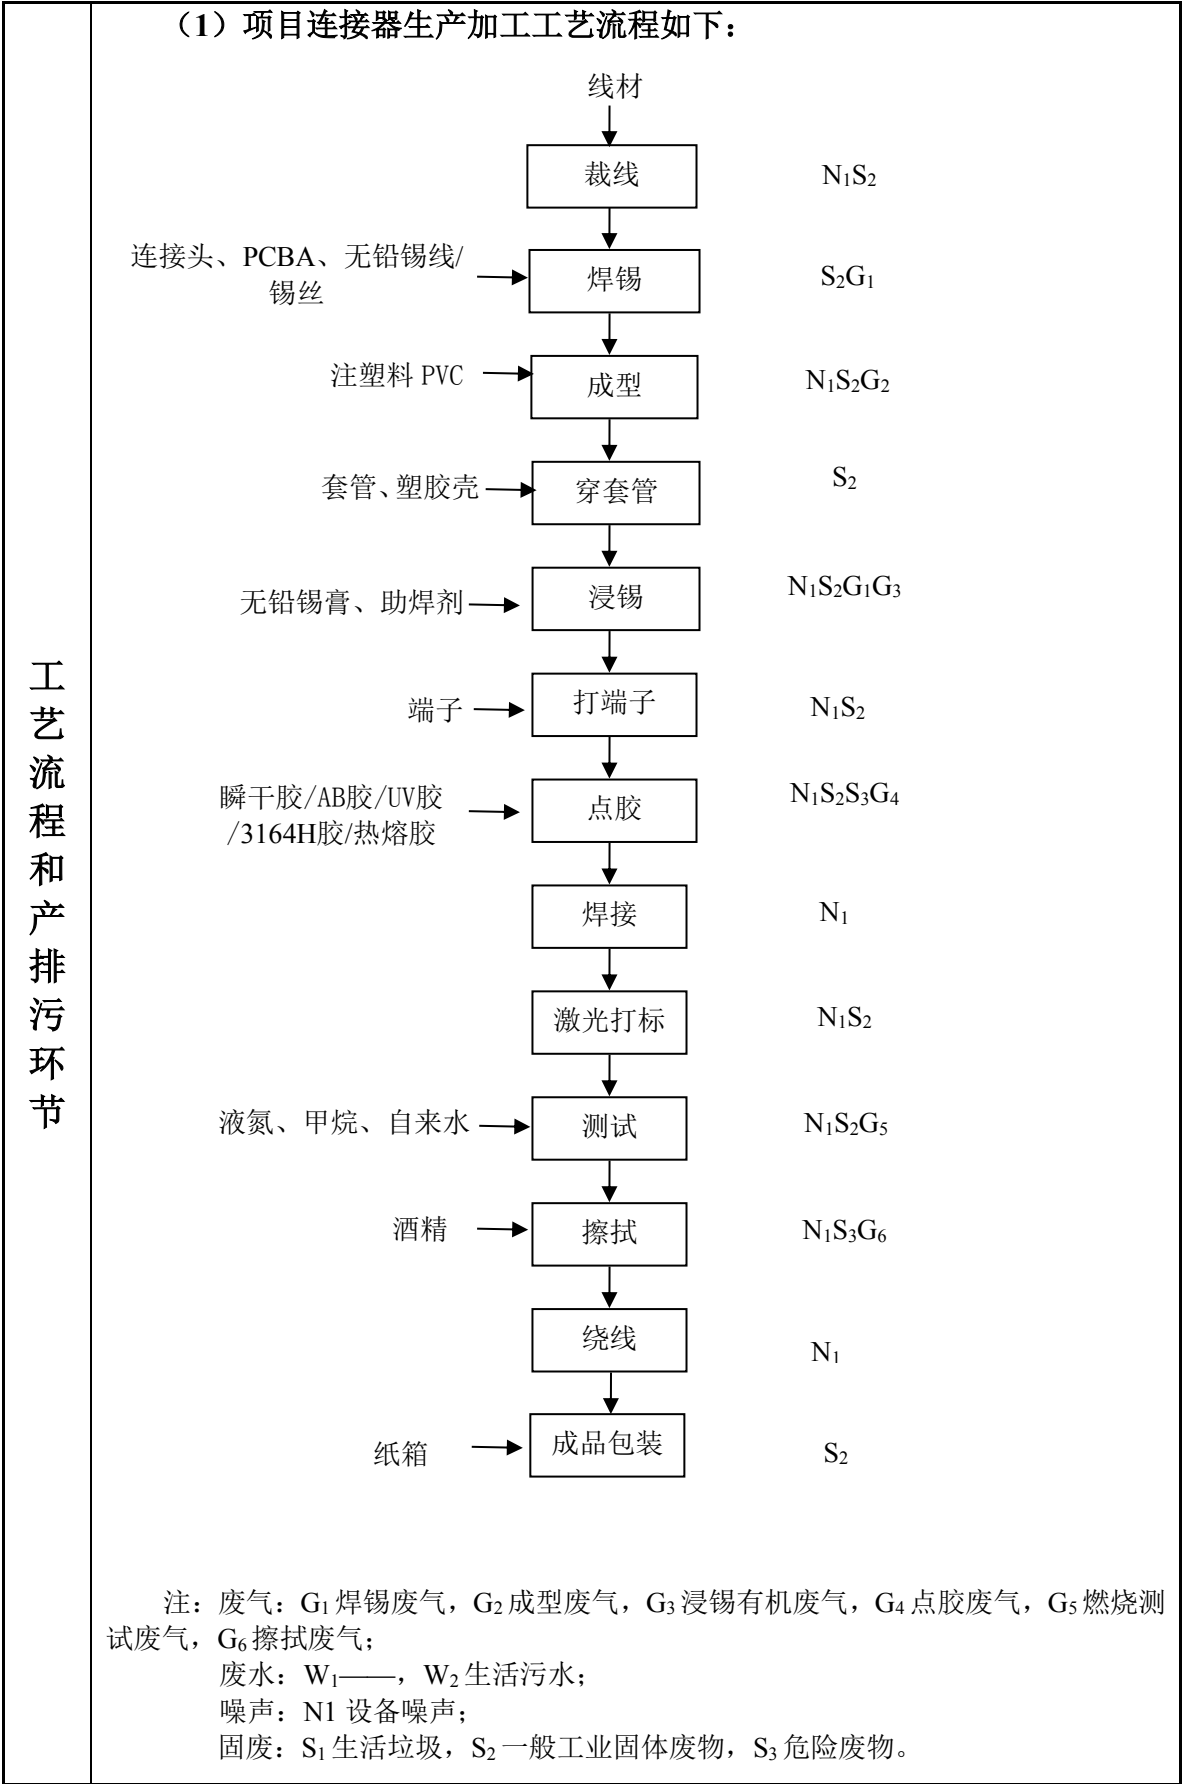 （1）项目连接器生产加工工艺流程如下：
线材
裁线
N₁S₂
连接头、PCBA、无铅锡线/
锡丝
焊锡
S₂G₁
注塑料 PVC
成型
N₁S₂G₂
套管、塑胶壳
穿套管
S₂
无铅锡膏、助焊剂
浸锡
N₁S₂G₁G₃
端子
打端子
N₁S₂
瞬干胶/AB胶/UV胶
/3164H胶/热熔胶
点胶
N₁S₂S₃G₄
焊接
N₁
激光打标
N₁S₂
液氮、甲烷、自来水
测试
N₁S₂G₅
酒精
擦拭
N₁S₃G₆
绕线
N₁
纸箱
成品包装
S₂
工
艺
流
程
和
产
排
污
环
节
注：废气：G₁焊锡废气，G₂成型废气，G₃浸锡有机废气，G₄点胶废气，G₅燃烧测
试废气，G₆擦拭废气；
废水：W₁——，W₂生活污水；
噪声：N1 设备噪声；
固废：S₁生活垃圾，S₂一般工业固体废物，S₃危险废物。